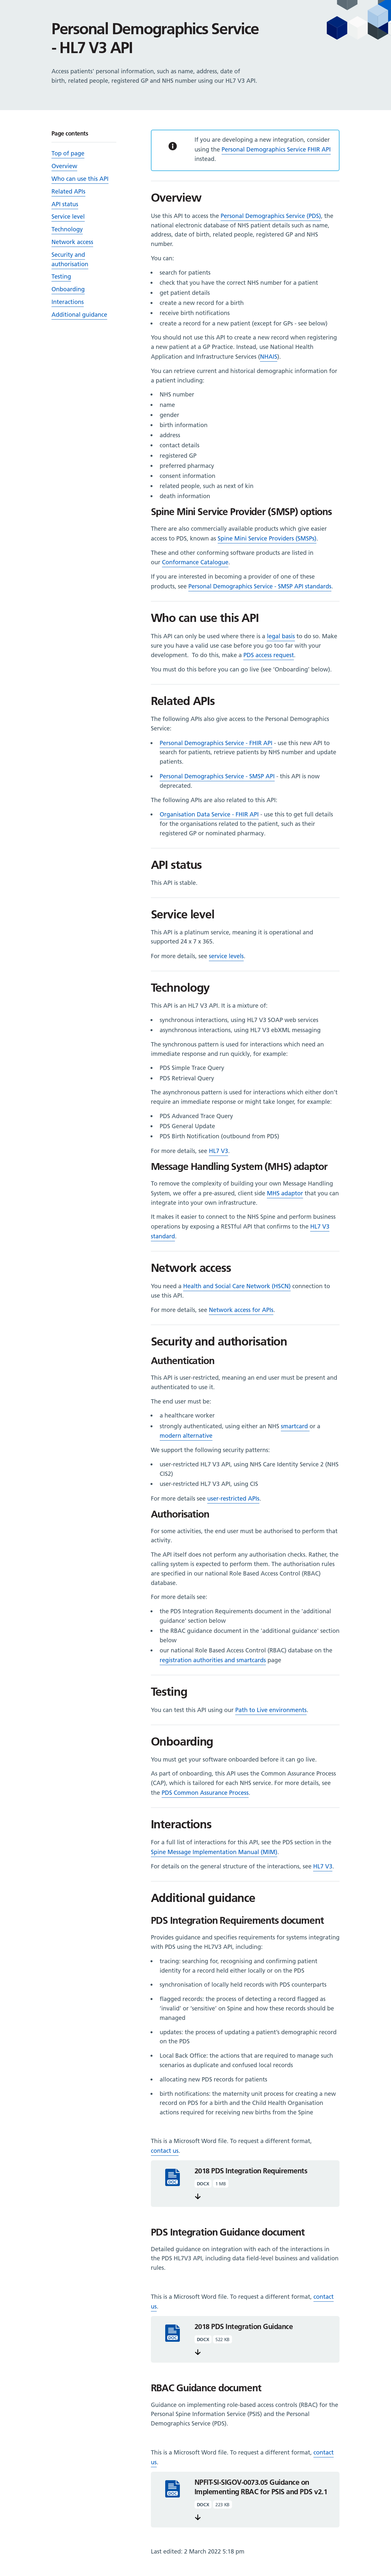 Personal Demographics Service
- HL7 V3 API
Access patients' personal information, such as name, address, date of
birth, related people, registered GP and NHS number using our HL7 V3 API.
Page contents
Top of page
Overview
Who can use this API
Related APIs
API status
Service level
Technology
Network access
Security and
authorisation
Testing
Onboarding
Interactions
Additional guidance
If you are developing a new integration, consider
using the Personal Demographics Service FHIR API
instead.
Overview
Use this API to access the Personal Demographics Service (PDS), the
national electronic database of NHS patient details such as name,
address, date of birth, related people, registered GP and NHS
number.
You can:
• search for patients
• check that you have the correct NHS number for a patient
• get patient details
• create a new record for a birth
• receive birth notifications
• create a record for a new patient (except for GPs - see below)
You should not use this API to create a new record when registering
a new patient at a GP Practice. Instead, use National Health
Application and Infrastructure Services (NHAIS).
You can retrieve current and historical demographic information for
a patient including:
• NHS number
• name
• gender
• birth information
• address
• contact details
• registered GP
• preferred pharmacy
• consent information
• related people, such as next of kin
• death information
Spine Mini Service Provider (SMSP) options
There are also commercially available products which give easier
access to PDS, known as Spine Mini Service Providers (SMSPs).
These and other conforming software products are listed in
our Conformance Catalogue.
If you are interested in becoming a provider of one of these
products, see Personal Demographics Service - SMSP API standards.
Who can use this API
This API can only be used where there is a legal basis to do so. Make
sure you have a valid use case before you go too far with your
development. To do this, make a PDS access request.
You must do this before you can go live (see 'Onboarding' below).
Related APIs
The following APIs also give access to the Personal Demographics
Service:
• Personal Demographics Service - FHIR API - use this new API to
search for patients, retrieve patients by NHS number and update
patients.
• Personal Demographics Service - SMSP API - this API is now
deprecated.
The following APIs are also related to this API:
• Organisation Data Service - FHIR API - use this to get full details
for the organisations related to the patient, such as their
registered GP or nominated pharmacy.
API status
This API is stable.
Service level
This API is a platinum service, meaning it is operational and
supported 24 x 7 x 365.
For more details, see service levels.
Technology
This API is an HL7 V3 API. It is a mixture of:
• synchronous interactions, using HL7 V3 SOAP web services
• asynchronous interactions, using HL7 V3 ebXML messaging
The synchronous pattern is used for interactions which need an
immediate response and run quickly, for example:
• PDS Simple Trace Query
• PDS Retrieval Query
The asynchronous pattern is used for interactions which either don't
require an immediate response or might take longer, for example:
• PDS Advanced Trace Query
• PDS General Update
• PDS Birth Notification (outbound from PDS)
For more details, see HL7 V3.
Message Handling System (MHS) adaptor
To remove the complexity of building your own Message Handling
System, we offer a pre-assured, client side MHS adaptor that you can
integrate into your own infrastructure.
It makes it easier to connect to the NHS Spine and perform business
operations by exposing a RESTful API that confirms to the HL7 V3
standard.
Network access
You need a Health and Social Care Network (HSCN) connection to
use this API.
For more details, see Network access for APIs.
Security and authorisation
Authentication
This API is user-restricted, meaning an end user must be present and
authenticated to use it.
The end user must be:
• a healthcare worker
• strongly authenticated, using either an NHS smartcard or a
modern alternative
We support the following security patterns:
• user-restricted HL7 V3 API, using NHS Care Identity Service 2 (NHS
CIS2)
• user-restricted HL7 V3 API, using CIS
For more details see user-restricted APIs.
Authorisation
For some activities, the end user must be authorised to perform that
activity.
The API itself does not perform any authorisation checks. Rather, the
calling system is expected to perform them. The authorisation rules
are specified in our national Role Based Access Control (RBAC)
database.
For more details see:
• the PDS Integration Requirements document in the 'additional
guidance' section below
• the RBAC guidance document in the 'additional guidance' section
below
• our national Role Based Access Control (RBAC) database on the
registration authorities and smartcards page
Testing
You can test this API using our Path to Live environments.
Onboarding
You must get your software onboarded before it can go live.
As part of onboarding, this API uses the Common Assurance Process
(CAP), which is tailored for each NHS service. For more details, see
the PDS Common Assurance Process.
Interactions
For a full list of interactions for this API, see the PDS section in the
Spine Message Implementation Manual (MIM).
For details on the general structure of the interactions, see HL7 V3.
Additional guidance
PDS Integration Requirements document
Provides guidance and specifies requirements for systems integrating
with PDS using the HL7V3 API, including:
• tracing: searching for, recognising and confirming patient
identity for a record held either locally or on the PDS
• synchronisation of locally held records with PDS counterparts
• flagged records: the process of detecting a record flagged as
'invalid' or 'sensitive' on Spine and how these records should be
managed
• updates: the process of updating a patient's demographic record
on the PDS
• Local Back Office: the actions that are required to manage such
scenarios as duplicate and confused local records
• allocating new PDS records for patients
• birth notifications: the maternity unit process for creating a new
record on PDS for a birth and the Child Health Organisation
actions required for receiving new births from the Spine
This is a Microsoft Word file. To request a different format,
contact us.
DOC
2018 PDS Integration Requirements
DOCX 1 MB
PDS Integration Guidance document
Detailed guidance on integration with each of the interactions in
the PDS HL7V3 API, including data field-level business and validation
rules.
This is a Microsoft Word file. To request a different format, contact
us.
DOC
2018 PDS Integration Guidance
DOCX 522 KB
RBAC Guidance document
Guidance on implementing role-based access controls (RBAC) for the
Personal Spine Information Service (PSIS) and the Personal
Demographics Service (PDS).
This is a Microsoft Word file. To request a different format, contact
us.
DOC
NPFIT-SI-SIGOV-0073.05 Guidance on
Implementing RBAC for PSIS and PDS v2.1
DOCX 223 KB
Last edited: 2 March 2022 5:18 pm